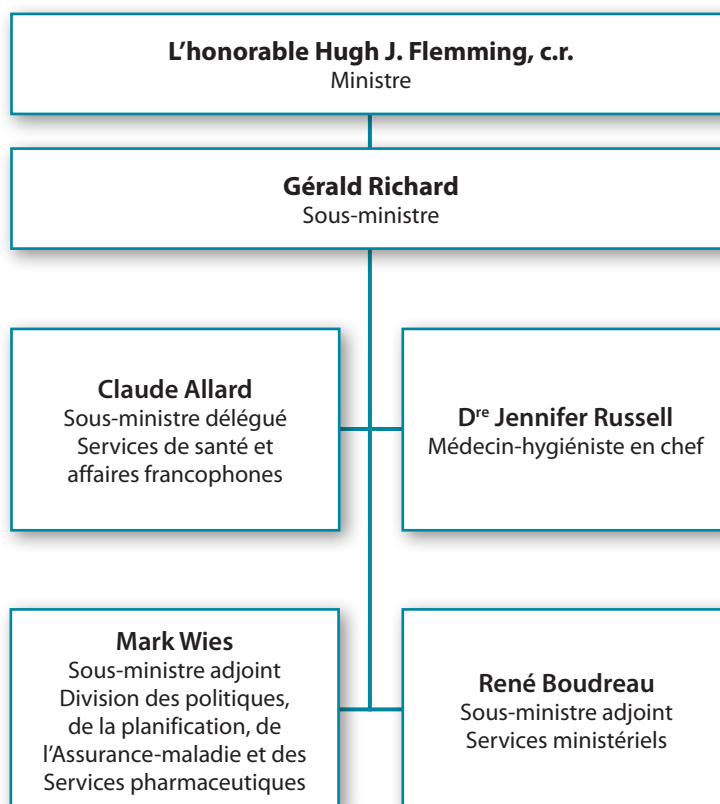 L’honorable Hugh J. Flemming, c.r.
Ministre
Gérald Richard
Sous-ministre
Claude Allard
Sous-ministre délégué
Services de santé et
affaires francophones
Dre Jennifer Russell
Médecin-hygiéniste en chef
Mark Wies
Sous-ministre adjoint
Division des politiques,
de la planification, de
l’Assurance-maladie et des
Services pharmaceutiques
René Boudreau
Sous-ministre adjoint
Services ministériels